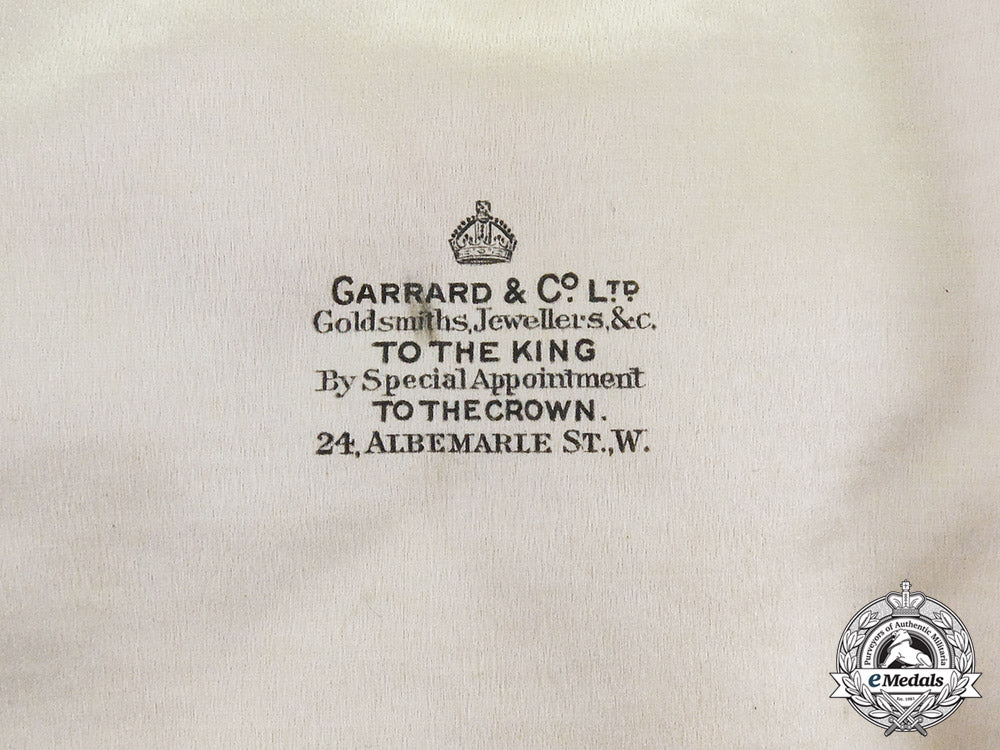 GARRARD & Cº. LTD
Goldsmiths, Jewellers, &c.
TO THE KING
By Special Appointment
TO THE CROWN.
24, ALBEMARLE ST., W.
Purveyors of Authentic Militaria
eMedals